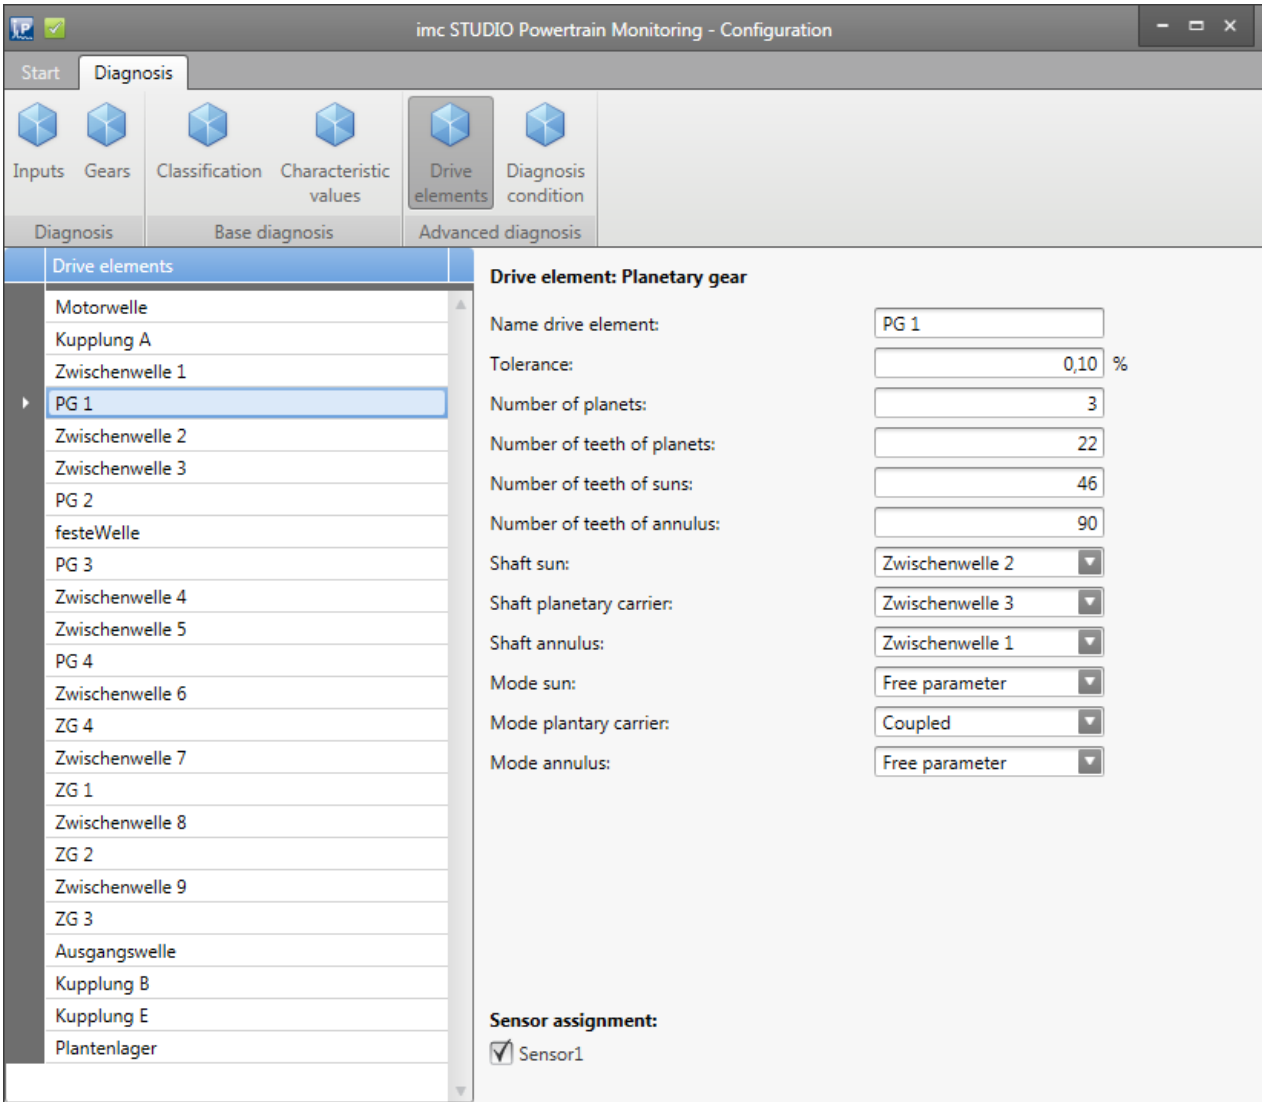 imc STUDIO Powertrain Monitoring - Configuration
Start Diagnosis
Inputs Gears Classification Characteristic values Drive elements Diagnosis condition
Diagnosis Base diagnosis Advanced diagnosis
Drive elements
Motorwelle
Kupplung A
Zwischenwelle 1
PG 1
Zwischenwelle 2
Zwischenwelle 3
PG 2
festeWelle
PG 3
Zwischenwelle 4
Zwischenwelle 5
PG 4
Zwischenwelle 6
ZG 4
Zwischenwelle 7
ZG 1
Zwischenwelle 8
ZG 2
Zwischenwelle 9
ZG 3
Ausgangswelle
Kupplung B
Kupplung E
Plantenlager
Drive element: Planetary gear
Name drive element: PG 1
Tolerance: 0,10 %
Number of planets: 3
Number of teeth of planets: 22
Number of teeth of suns: 46
Number of teeth of annulus: 90
Shaft sun: Zwischenwelle 2
Shaft planetary carrier: Zwischenwelle 3
Shaft annulus: Zwischenwelle 1
Mode sun: Free parameter
Mode plantary carrier: Coupled
Mode annulus: Free parameter
Sensor assignment:
Sensor1